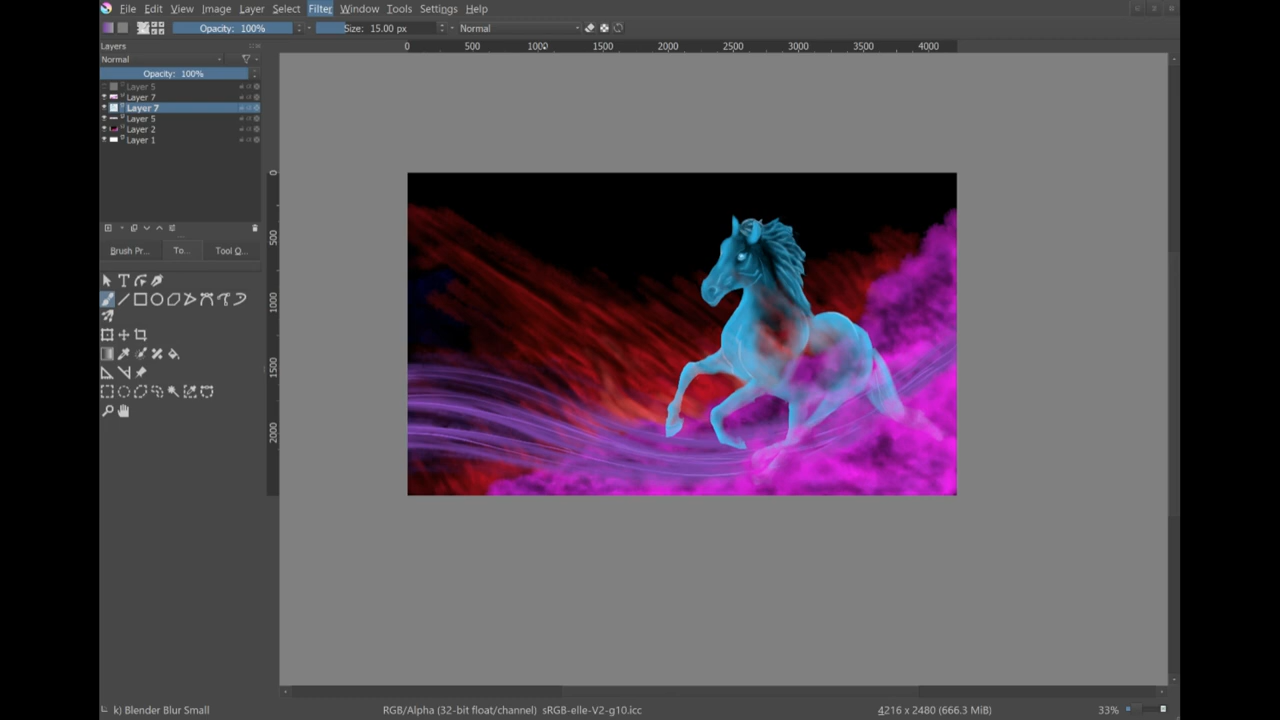 File Edit View Image Layer Select Filter Window Tools Settings Help
Opacity: 100% Size: 15.00 px Normal
Layers
0 500 1000 1500 2000 2500 3000 3500 4000
Normal
Opacity: 100%
Layer 5
Layer 7
Layer 7
Layer 5
Layer 2
Layer 1
0
500
1000
1500
2000
Brush Pr... To... Tool O...
k) Blender Blur Small RGB/Alpha (32-bit float/channel) sRGB-elle-V2-g10.icc 4216 x 2480 (666.3 MiB) 33%